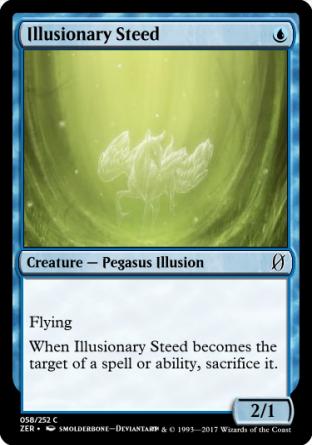 Illusionary Steed
Creature — Pegasus Illusion
Flying
When Illusionary Steed becomes the
target of a spell or ability, sacrifice it.
2/1
058/252 C
ZER • SMOLDERBONE—DEVIANTART & © 1993—2017 Wizards of the Coast